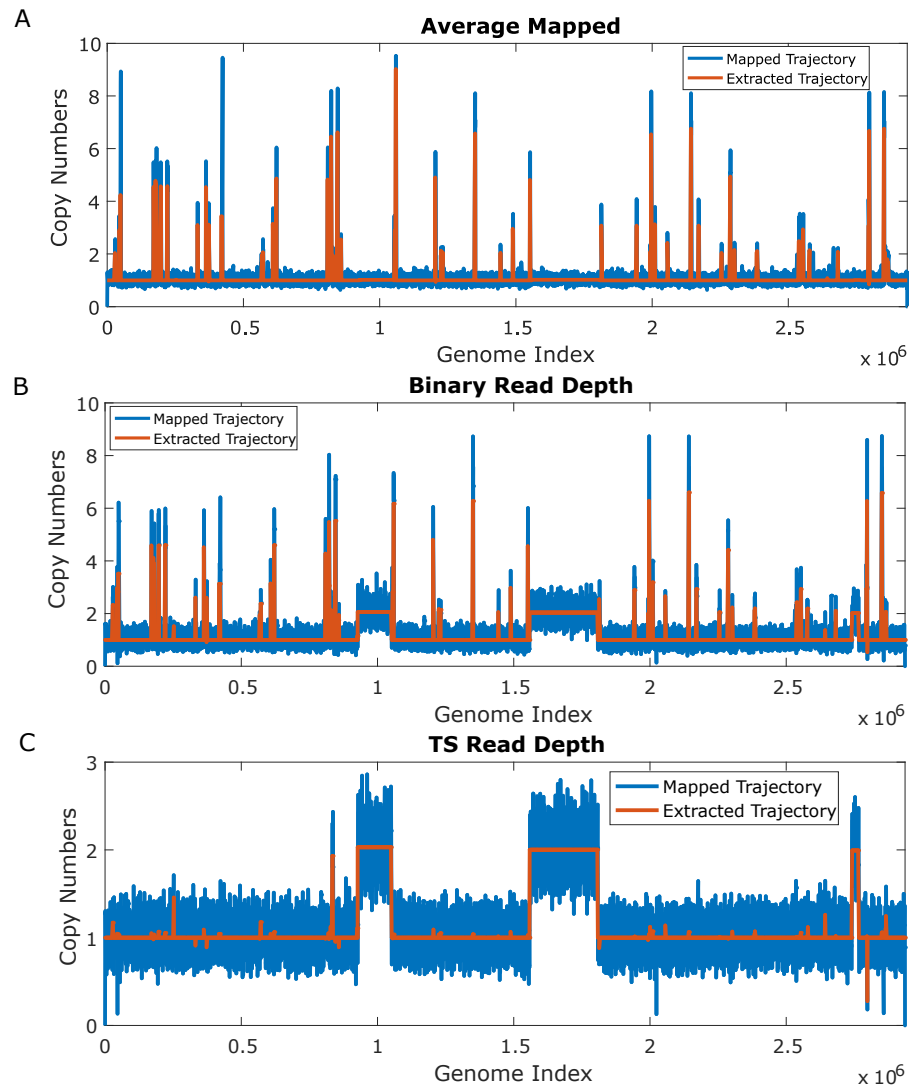 A
Average Mapped
10
8
6
4
2
0
Copy Numbers
Mapped Trajectory
Extracted Trajectory
0 0.5 1 1.5 2 2.5
Genome Index
x 10^6
B
Binary Read Depth
10
8
6
4
2
0
Copy Numbers
Mapped Trajectory
Extracted Trajectory
0 0.5 1 1.5 2 2.5
Genome Index
x 10^6
C
TS Read Depth
3
2
1
0
Copy Numbers
Mapped Trajectory
Extracted Trajectory
0 0.5 1 1.5 2 2.5
Genome Index
x 10^6